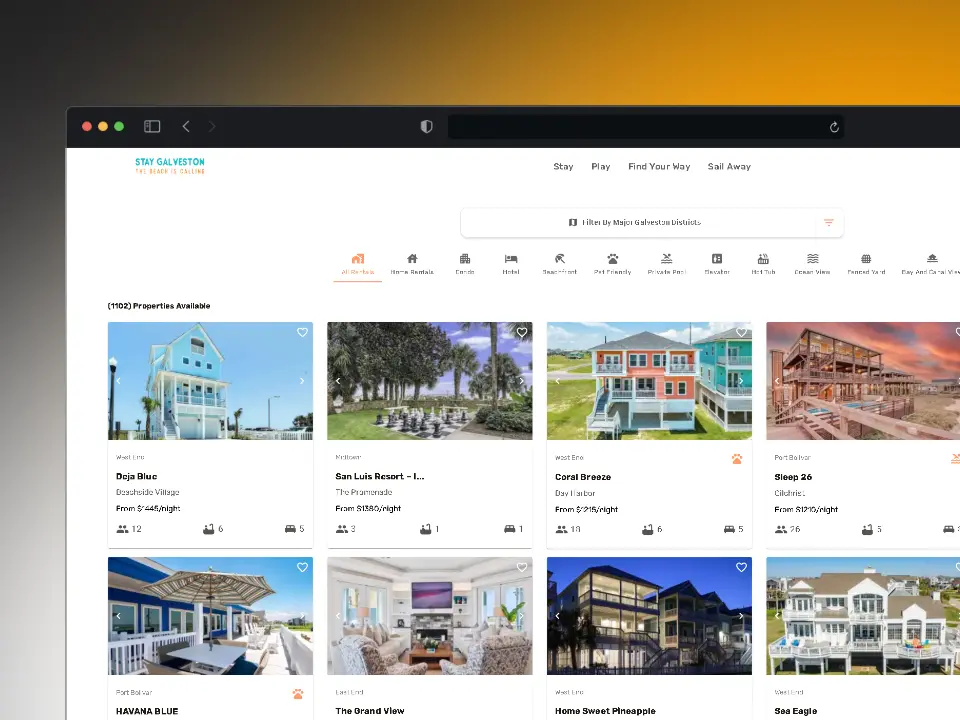 STAY GALVESTON
THE BEACH IS CALLING
Stay Play Find Your Way Sail Away
Filter By Major Galveston Districts
All Rentals Home Rentals Condo Hotel Beachfront Pet Friendly Private Pool Elevator Hot Tub Ocean View Fenced Yard Bay And Canal View
(1102) Properties Available
West End
Deja Blue
Beachside Village
From $1445/night
12 6 5
Midtown
San Luis Resort – I...
The Promenade
From $1380/night
3 1 1
West End
Coral Breeze
Bay Harbor
From $1215/night
18 6 5
Port Bolivar
Sleep 26
Gilchrist
From $1210/night
26 5
Port Bolivar
HAVANA BLUE
East End
The Grand View
West End
Home Sweet Pineapple
West End
Sea Eagle